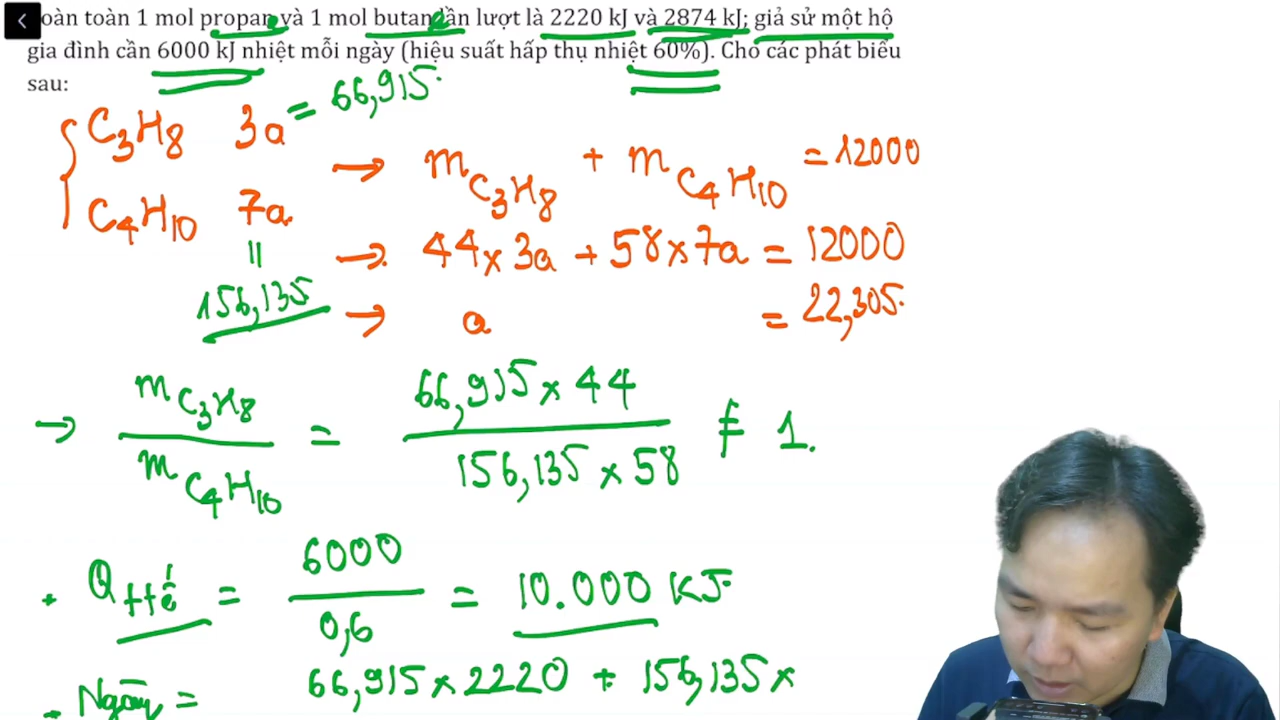 oàn toàn 1 mol propan và 1 mol butan lần lượt là 2220 kJ và 2874 kJ; giả sử một hộ
gia đình cần 6000 kJ nhiệt mỗi ngày (hiệu suất hấp thụ nhiệt 60%). Cho các phát biểu
sau:
C3H8 3a = 66,915
C4H10 7a = 156,135
→ mC3H8 + mC4H10 = 12000
→ 44 x 3a + 58 x 7a = 12000
→ a = 22,305
→ mC3H8 / mC4H10 = 66,915 x 44 / 156,135 x 58 ≠ 1.
+ Qttế = 6000 / 0,6 = 10.000 KJ
Ngày = 66,915 x 2220 + 156,135 x